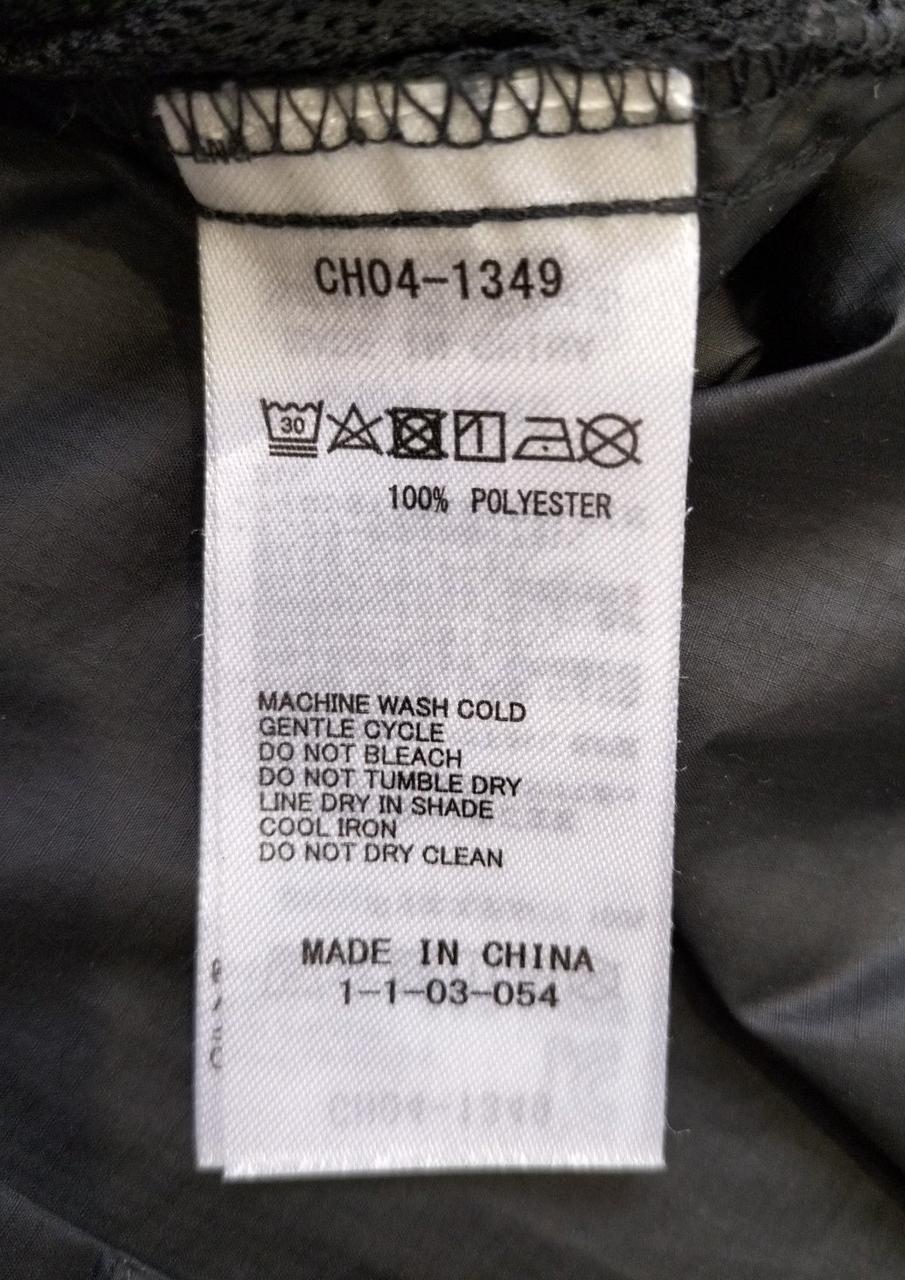 CH04-1349
30
100% POLYESTER
MACHINE WASH COLD
GENTLE CYCLE
DO NOT BLEACH
DO NOT TUMBLE DRY
LINE DRY IN SHADE
COOL IRON
DO NOT DRY CLEAN
MADE IN CHINA
1-1-03-054